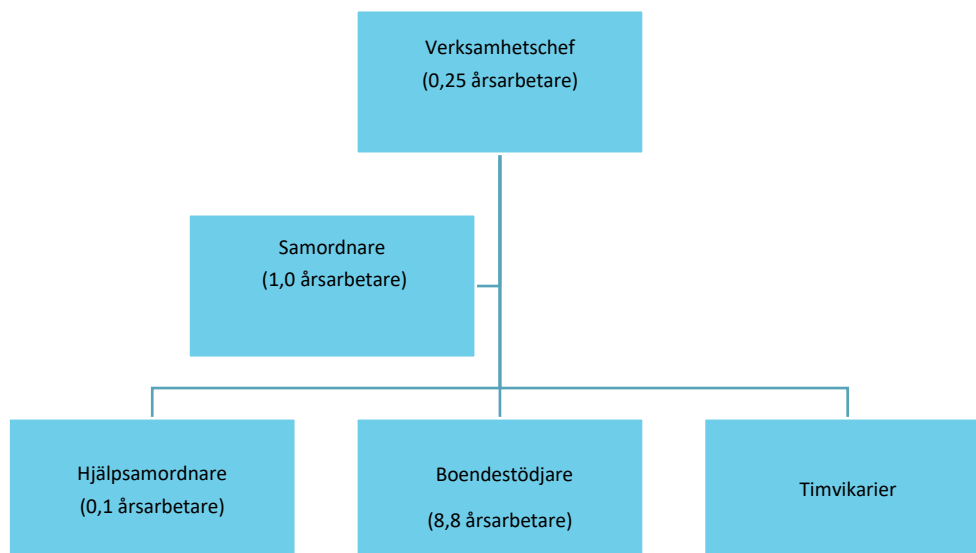 Verksamhetschef
(0,25 årsarbetare)
Samordnare
(1,0 årsarbetare)
Hjälpsamordnare
(0,1 årsarbetare)
Boendestödjare
(8,8 årsarbetare)
Timvikarier